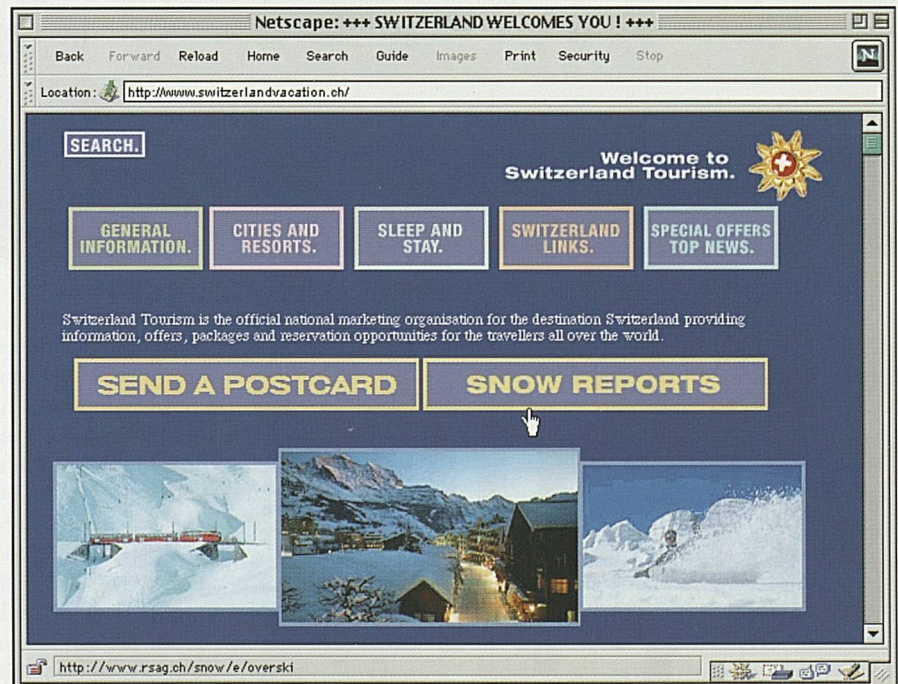 Netscape: +++ SWITZERLAND WELCOMES YOU ! +++
Back Forward Reload Home Search Guide Images Print Security Stop
N
Location: http://www.switzerlandvacation.ch/
SEARCH.
Welcome to
Switzerland Tourism.
GENERAL
INFORMATION.
CITIES AND
RESORTS.
SLEEP AND
STAY.
SWITZERLAND
LINKS.
SPECIAL OFFERS
TOP NEWS.
Switzerland Tourism is the official national marketing organisation for the destination Switzerland providing
information, offers, packages and reservation opportunities for the travellers all over the world.
SEND A POSTCARD
SNOW REPORTS
http://www.rsag.ch/snow/e/overski